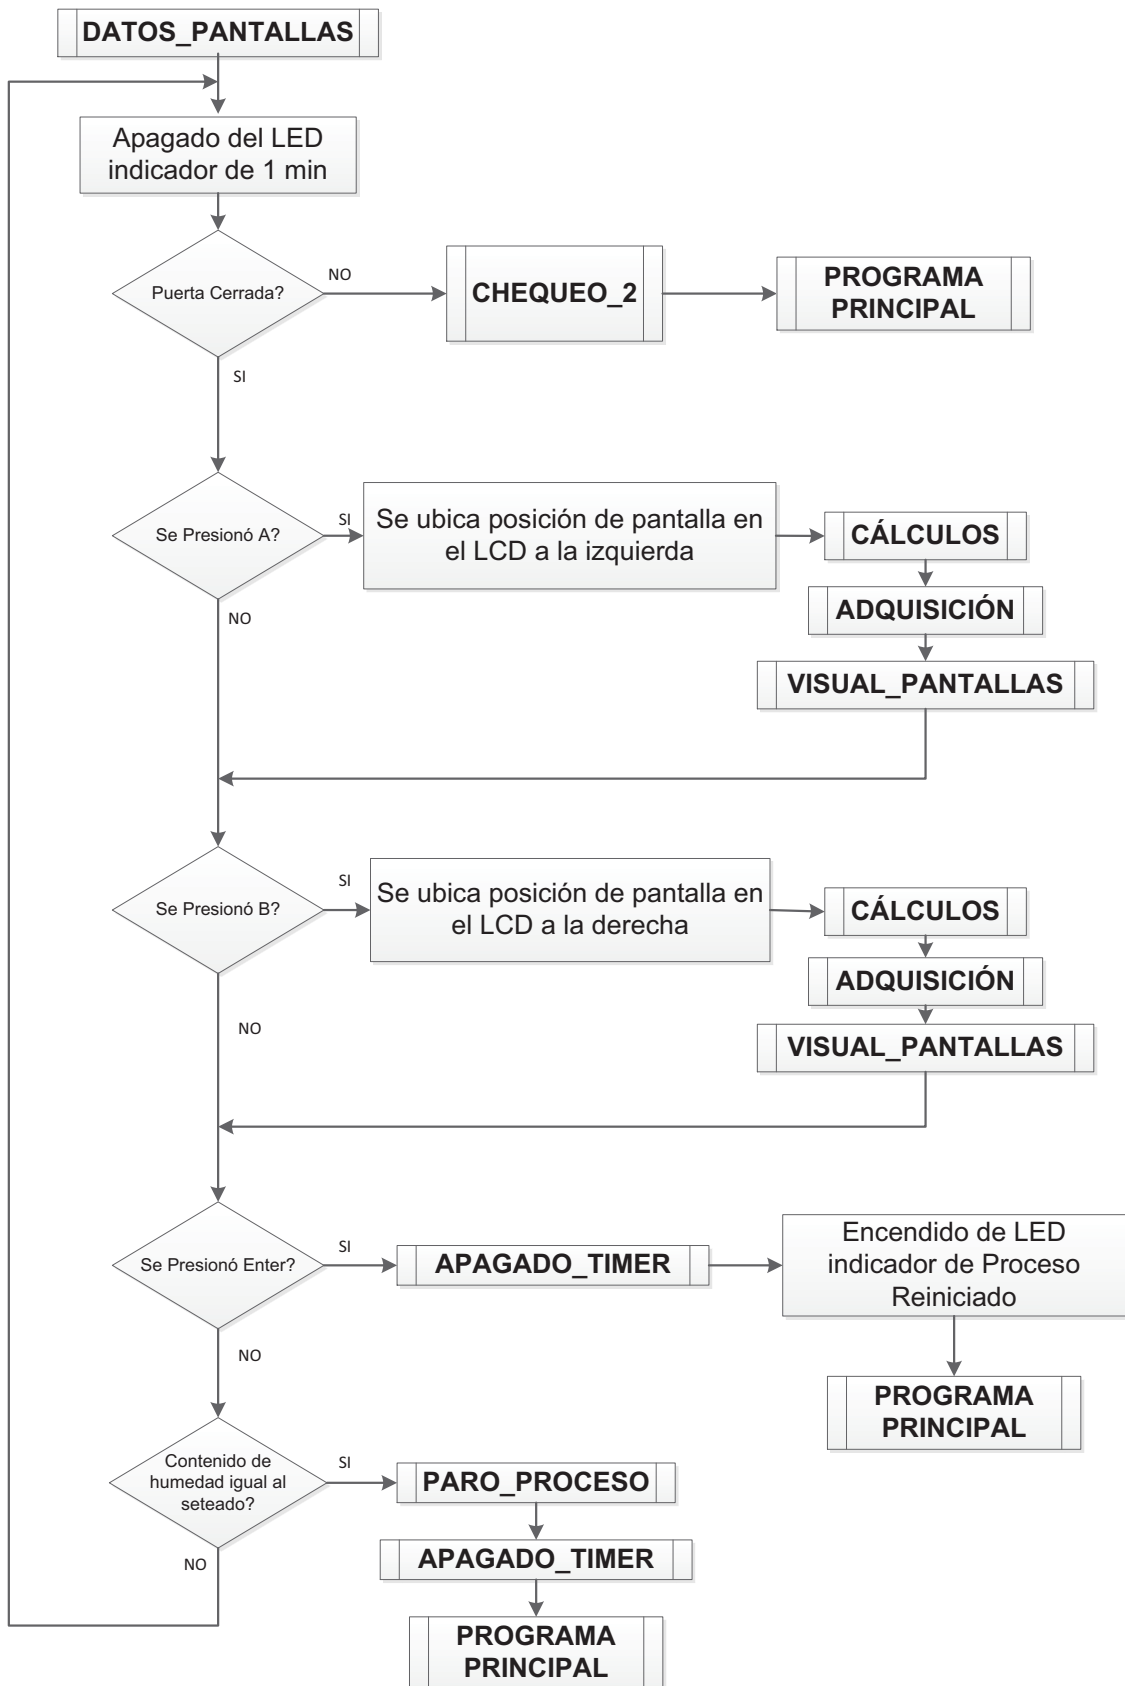 DATOS_PANTALLAS
Apagado del LED
indicador de 1 min
Puerta Cerrada?
NO
CHEQUEO_2
PROGRAMA
PRINCIPAL
SI
Se Presionó A?
SI
Se ubica posición de pantalla en
el LCD a la izquierda
CÁLCULOS
ADQUISICIÓN
VISUAL_PANTALLAS
NO
Se Presionó B?
SI
Se ubica posición de pantalla en
el LCD a la derecha
CÁLCULOS
ADQUISICIÓN
VISUAL_PANTALLAS
NO
Se Presionó Enter?
SI
APAGADO_TIMER
Encendido de LED
indicador de Proceso
Reiniciado
PROGRAMA
PRINCIPAL
NO
Contenido de
humedad igual al
seteado?
SI
PARO_PROCESO
APAGADO_TIMER
PROGRAMA
PRINCIPAL
NO